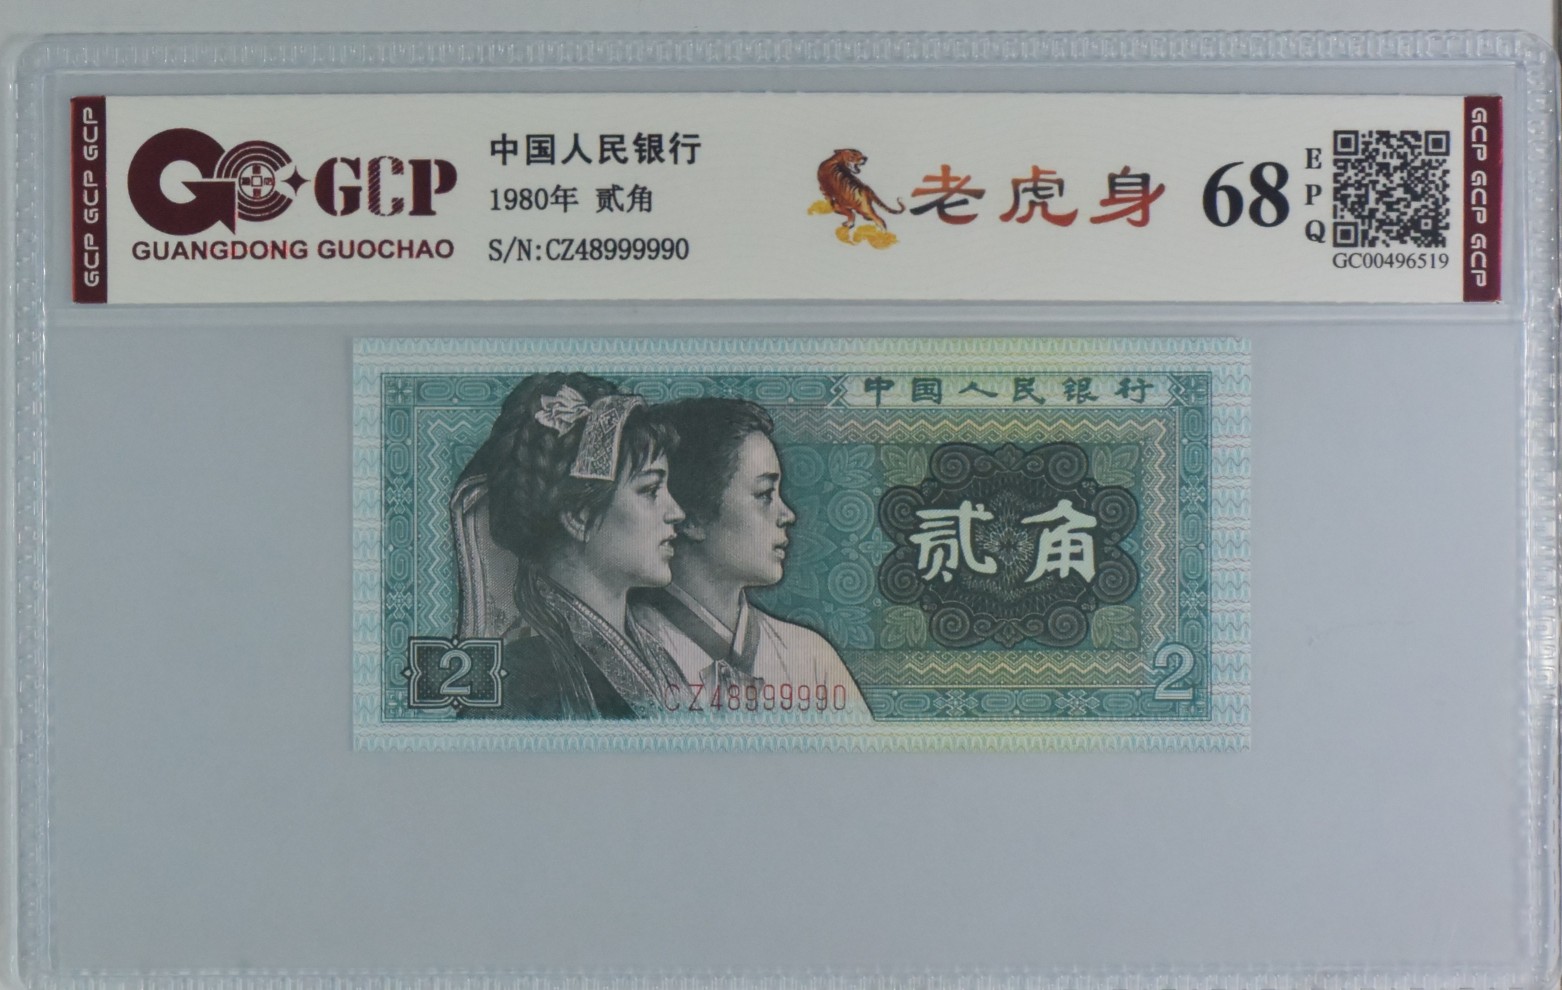 GCP GCP GCP
GCP
GUANGDONG GUOCHAO
中国人民银行
1980年 贰角
S/N:CZ48999990
老虎身
68
EPQ
GC00496519
GCP GCP GCP
中国人民银行
贰角
2
2
CZ48999990